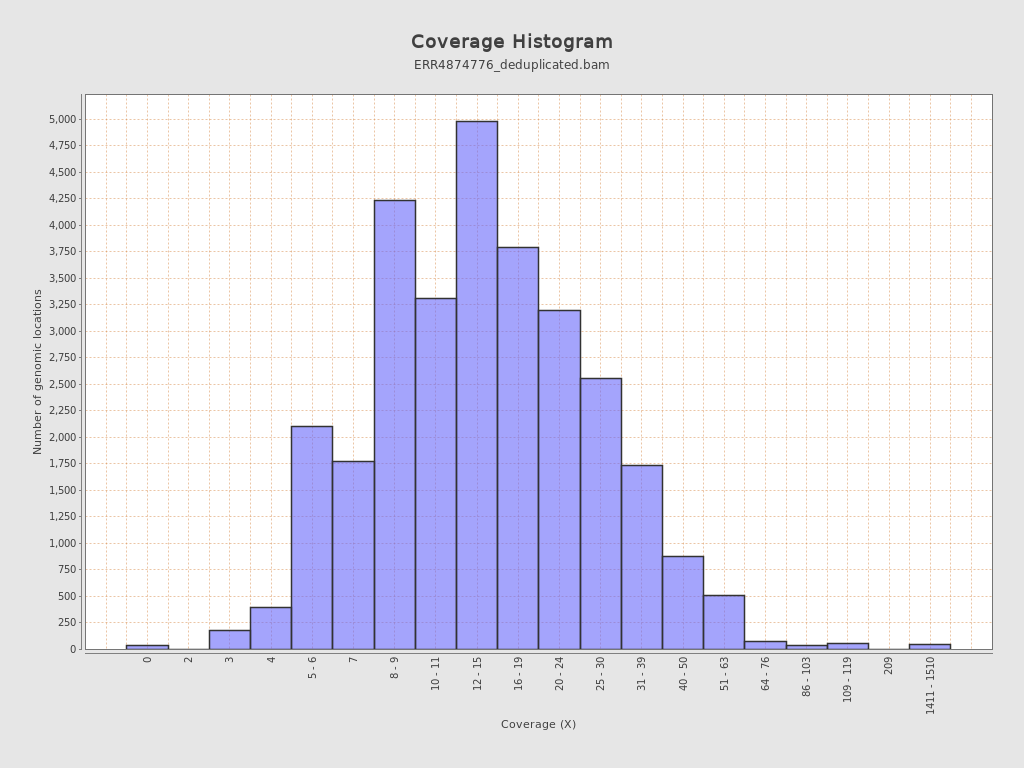 Coverage Histogram
ERR4874776_deduplicated.bam
Number of genomic locations
5,000
4,750
4,500
4,250
4,000
3,750
3,500
3,250
3,000
2,750
2,500
2,250
2,000
1,750
1,500
1,250
1,000
750
500
250
0
0
2
3
4
5 - 6
7
8 - 9
10 - 11
12 - 15
16 - 19
20 - 24
25 - 30
31 - 39
40 - 50
51 - 63
64 - 76
86 - 103
109 - 119
209
1411 - 1510
Coverage (X)